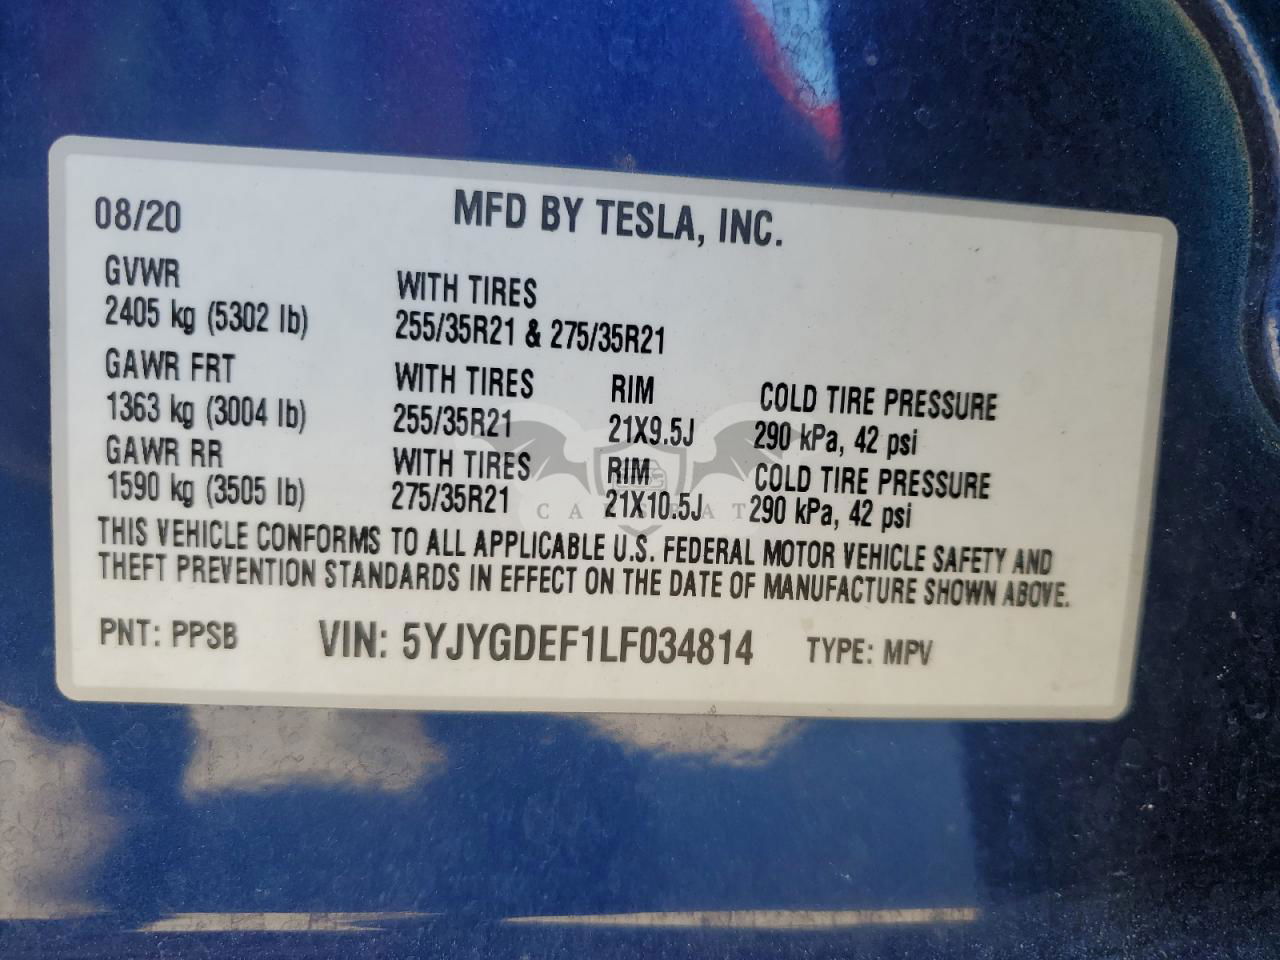 08/20 MFD BY TESLA, INC.
GVWR WITH TIRES
2405 kg (5302 lb) 255/35R21 & 275/35R21
GAWR FRT WITH TIRES RIM COLD TIRE PRESSURE
1363 kg (3004 lb) 255/35R21 21X9.5J 290 kPa, 42 psi
GAWR RR WITH TIRES RIM COLD TIRE PRESSURE
1590 kg (3505 lb) 275/35R21 21X10.5J 290 kPa, 42 psi
THIS VEHICLE CONFORMS TO ALL APPLICABLE U.S. FEDERAL MOTOR VEHICLE SAFETY AND
THEFT PREVENTION STANDARDS IN EFFECT ON THE DATE OF MANUFACTURE SHOWN ABOVE.
PNT: PPSB VIN: 5YJYGDEF1LF034814 TYPE: MPV